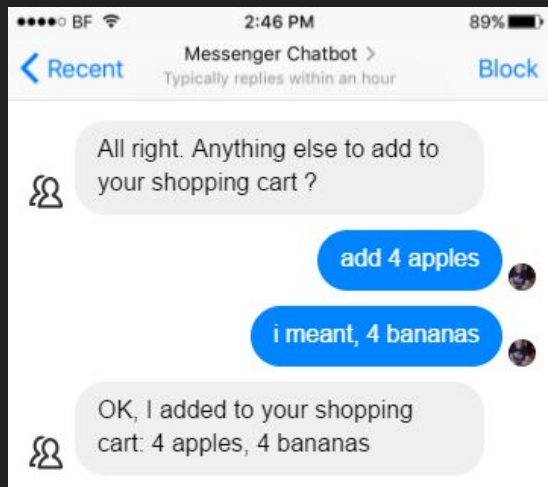 BF 2:46 PM 89%
Messenger Chatbot >
Recent Typically replies within an hour Block
All right. Anything else to add to
your shopping cart ?
add 4 apples
i meant, 4 bananas
OK, I added to your shopping
cart: 4 apples, 4 bananas